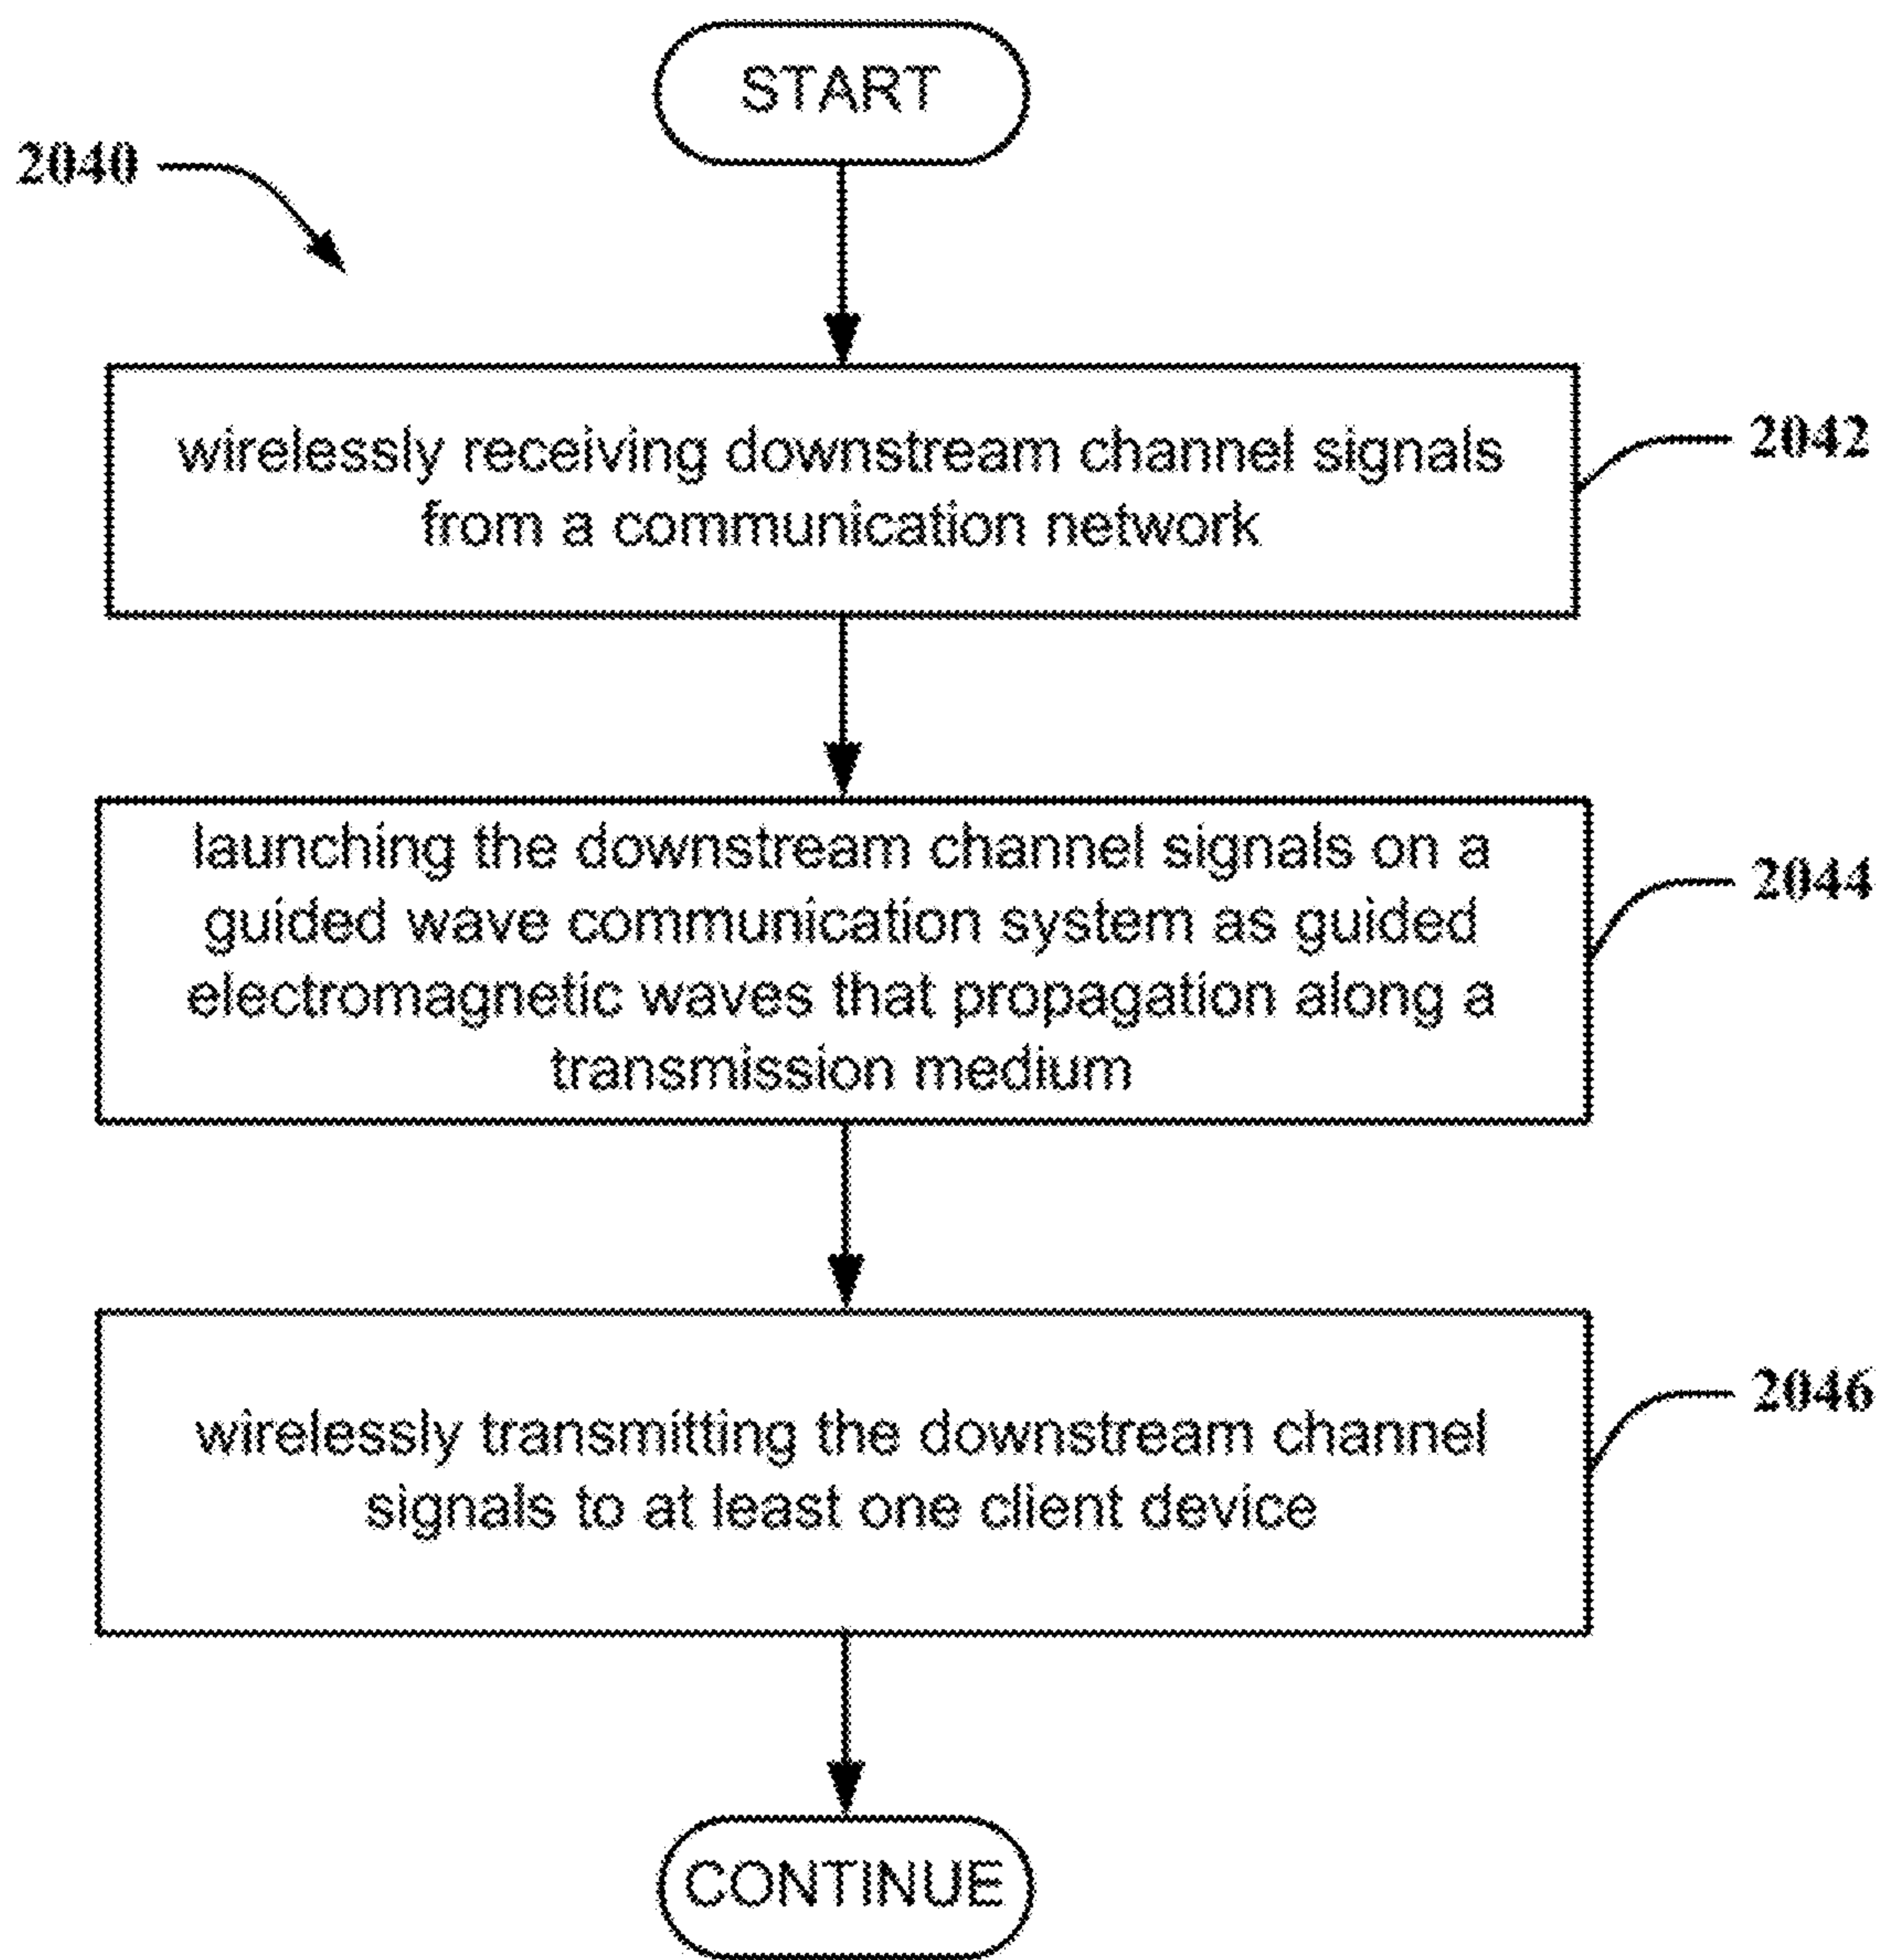 START
2040
wirelessly receiving downstream channel signals
from a communication network
2042
launching the downstream channel signals on a
guided wave communication system as guided
electromagnetic waves that propagation along a
transmission medium
2044
wirelessly transmitting the downstream channel
signals to at least one client device
2046
CONTINUE